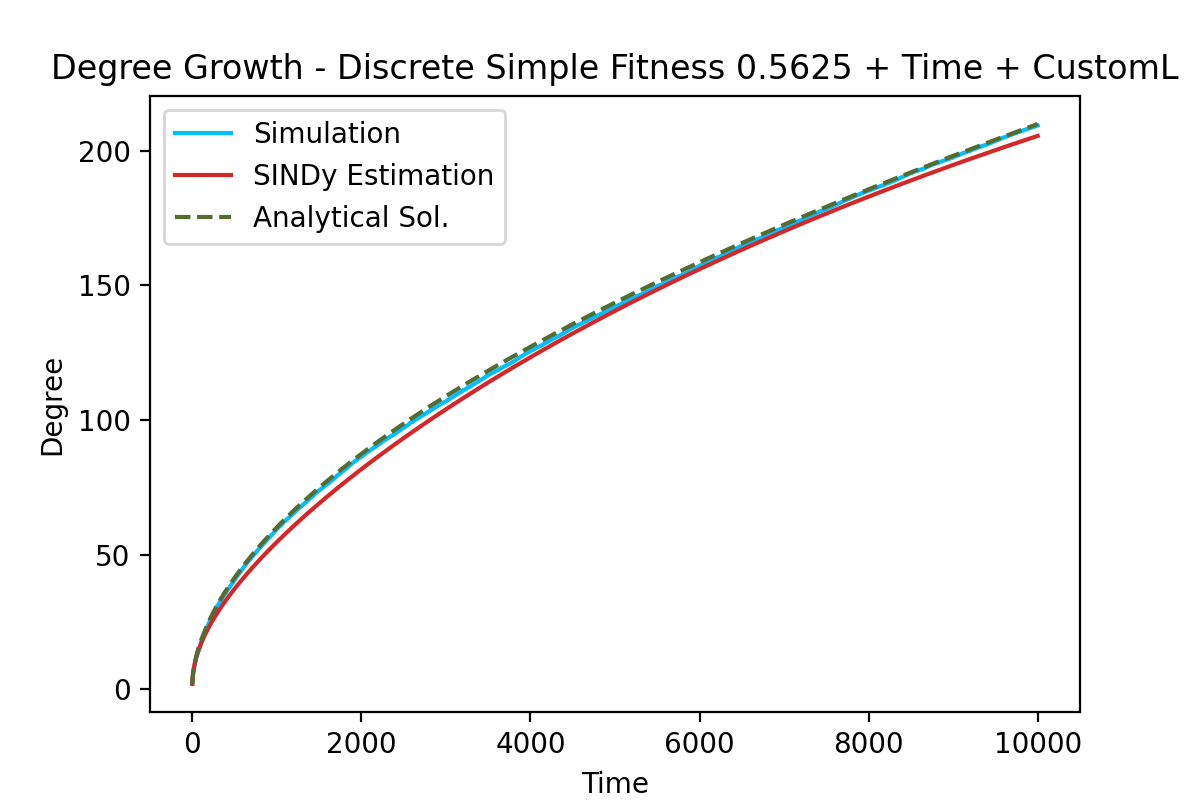 Degree Growth - Discrete Simple Fitness 0.5625 + Time + CustomL
Simulation
SINDy Estimation
Analytical Sol.
200
150
100
50
0
Degree
0 2000 4000 6000 8000 10000
Time